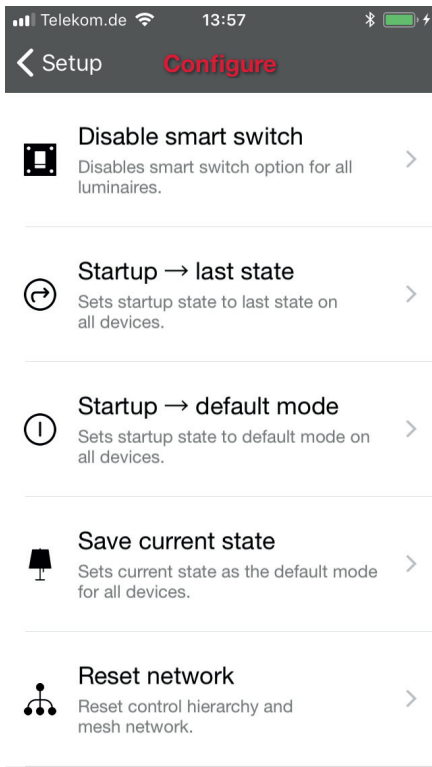 Telekom.de 13:57
Setup Configure
Disable smart switch
Disables smart switch option for all
luminaires.
Startup → last state
Sets startup state to last state on
all devices.
Startup → default mode
Sets startup state to default mode on
all devices.
Save current state
Sets current state as the default mode
for all devices.
Reset network
Reset control hierarchy and
mesh network.